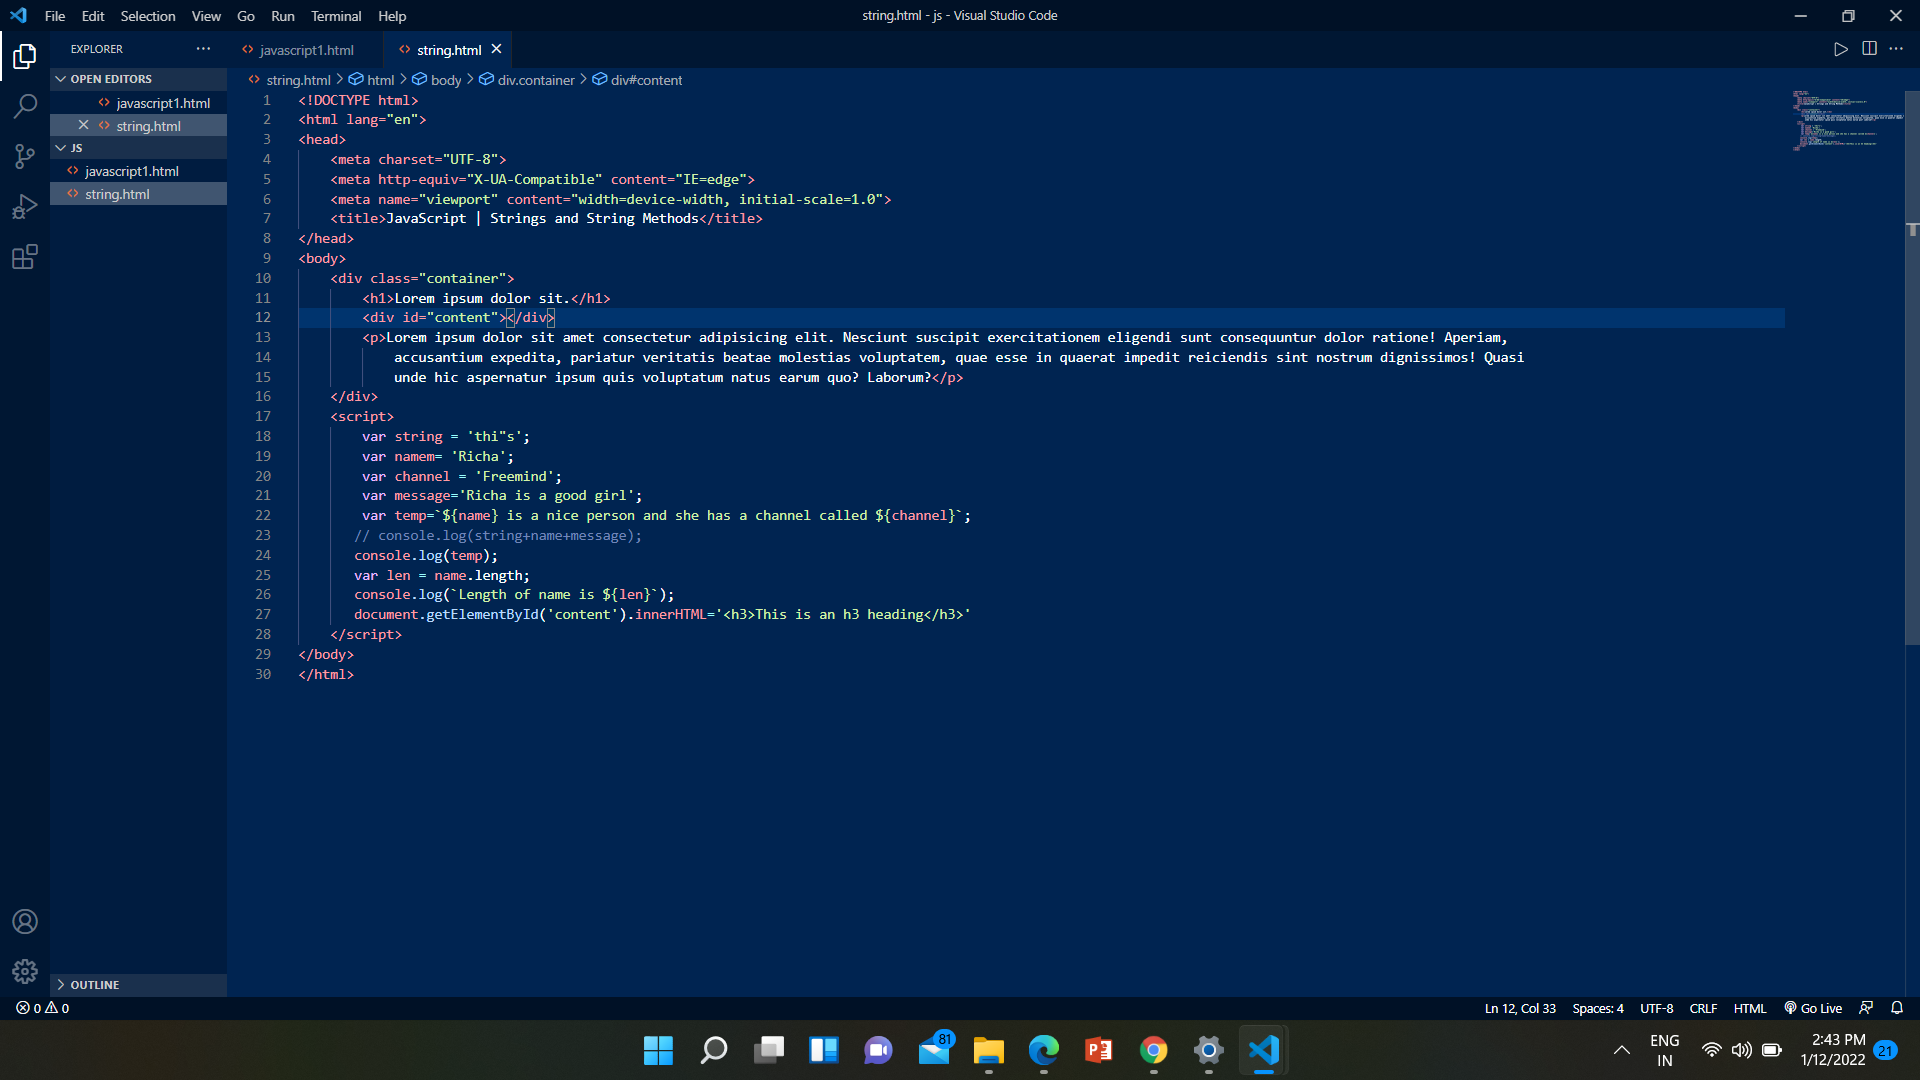 File Edit Selection View Go Run Terminal Help
string.html - js - Visual Studio Code
EXPLORER
OPEN EDITORS
javascript1.html
string.html
JS
javascript1.html
string.html
OUTLINE
javascript1.html string.html
string.html > html > body > div.container > div#content
1 <!DOCTYPE html>
2 <html lang="en">
3 <head>
4 <meta charset="UTF-8">
5 <meta http-equiv="X-UA-Compatible" content="IE=edge">
6 <meta name="viewport" content="width=device-width, initial-scale=1.0">
7 <title>JavaScript | Strings and String Methods</title>
8 </head>
9 <body>
10 <div class="container">
11 <h1>Lorem ipsum dolor sit.</h1>
12 <div id="content"></div>
13 <p>Lorem ipsum dolor sit amet consectetur adipisicing elit. Nesciunt suscipit exercitationem eligendi sunt consequuntur dolor ratione! Aperiam,
14 accusantium expedita, pariatur veritatis beatae molestias voluptatem, quae esse in quaerat impedit reiciendis sint nostrum dignissimos! Quasi
15 unde hic aspernatur ipsum quis voluptatum natus earum quo? Laborum?</p>
16 </div>
17 <script>
18 var string = 'thi"s';
19 var namem= 'Richa';
20 var channel = 'Freemind';
21 var message='Richa is a good girl';
22 var temp=`${name} is a nice person and she has a channel called ${channel}`;
23 // console.log(string+name+message);
24 console.log(temp);
25 var len = name.length;
26 console.log(`Length of name is ${len}`);
27 document.getElementById('content').innerHTML='<h3>This is an h3 heading</h3>'
28 </script>
29 </body>
30 </html>
0 0
Ln 12, Col 33 Spaces: 4 UTF-8 CRLF HTML Go Live
81
ENG
IN
2:43 PM
1/12/2022
21